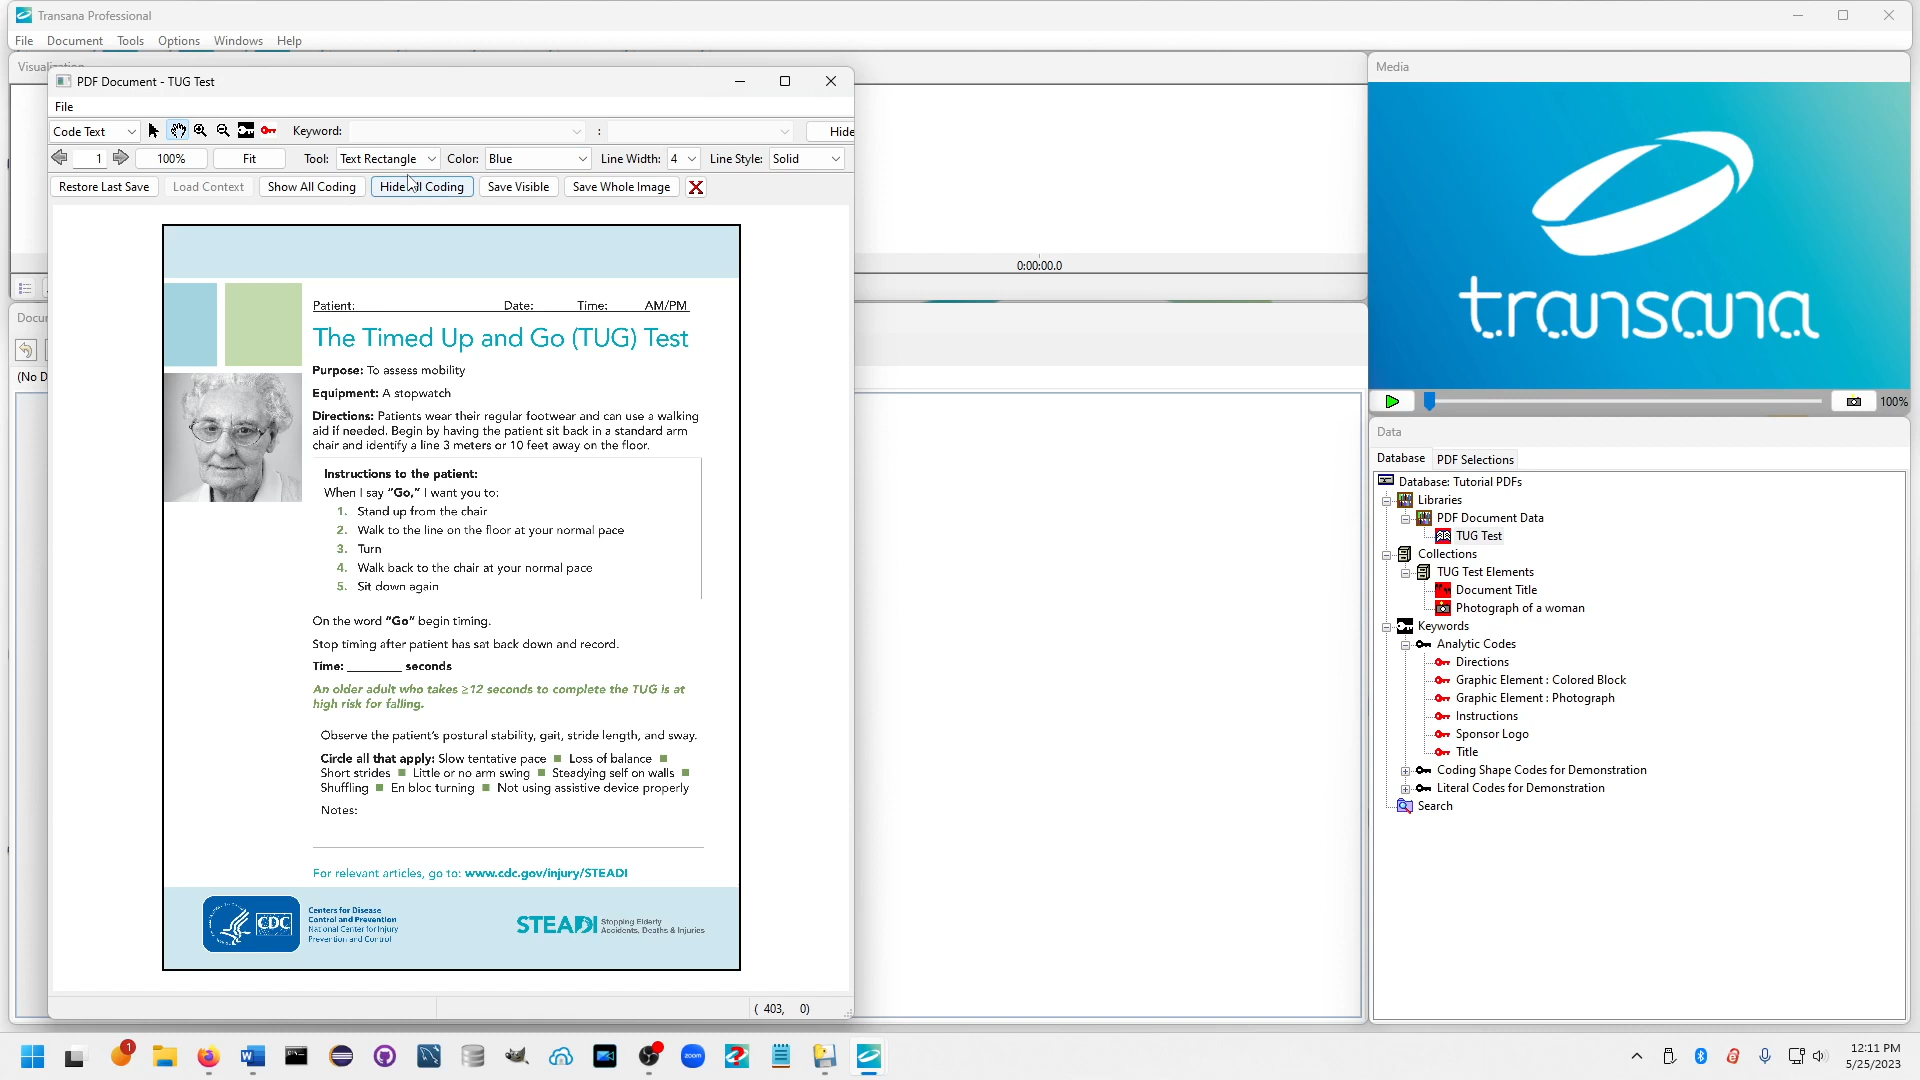 Transana Professional
File Document Tools Options Windows Help
PDF Document - TUG Test
File
Code Text Keyword: : Hide
1 100% Fit Tool: Text Rectangle Color: Blue Line Width: 4 Line Style: Solid
Restore Last Save Load Context Show All Coding Hide All Coding Save Visible Save Whole Image
Patient: Date: Time: AM/PM
The Timed Up and Go (TUG) Test
Purpose: To assess mobility
Equipment: A stopwatch
Directions: Patients wear their regular footwear and can use a walking
aid if needed. Begin by having the patient sit back in a standard arm
chair and identify a line 3 meters or 10 feet away on the floor.
Instructions to the patient:
When I say “Go,” I want you to:
1. Stand up from the chair
2. Walk to the line on the floor at your normal pace
3. Turn
4. Walk back to the chair at your normal pace
5. Sit down again
On the word “Go” begin timing.
Stop timing after patient has sat back down and record.
Time: _________ seconds
An older adult who takes ≥12 seconds to complete the TUG is at
high risk for falling.
Observe the patient’s postural stability, gait, stride length, and sway.
Circle all that apply: Slow tentative pace ■ Loss of balance ■
Short strides ■ Little or no arm swing ■ Steadying self on walls ■
Shuffling ■ En bloc turning ■ Not using assistive device properly
Notes:
For relevant articles, go to: www.cdc.gov/injury/STEADI
CDC
Centers for Disease
Control and Prevention
National Center for Injury
Prevention and Control
STEADI Stopping Elderly
Accidents, Deaths & Injuries
( 403, 0)
0:00:00.0
(No D
Media
transana
100%
Data
Database PDF Selections
Database: Tutorial PDFs
Libraries
PDF Document Data
TUG Test
Collections
TUG Test Elements
Document Title
Photograph of a woman
Keywords
Analytic Codes
Directions
Graphic Element : Colored Block
Graphic Element : Photograph
Instructions
Sponsor Logo
Title
Coding Shape Codes for Demonstration
Literal Codes for Demonstration
Search
1
zoom
12:11 PM
5/25/2023